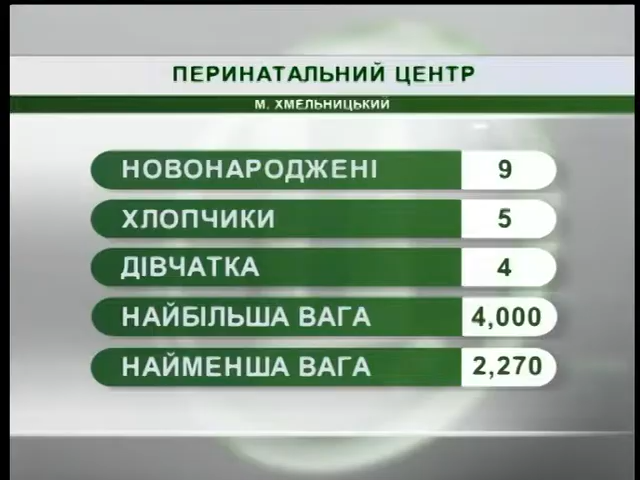 ПЕРИНАТАЛЬНИЙ ЦЕНТР
М. ХМЕЛЬНИЦЬКИЙ
НОВОНАРОДЖЕНІ 9
ХЛОПЧИКИ 5
ДІВЧАТКА 4
НАЙБІЛЬША ВАГА 4,000
НАЙМЕНША ВАГА 2,270